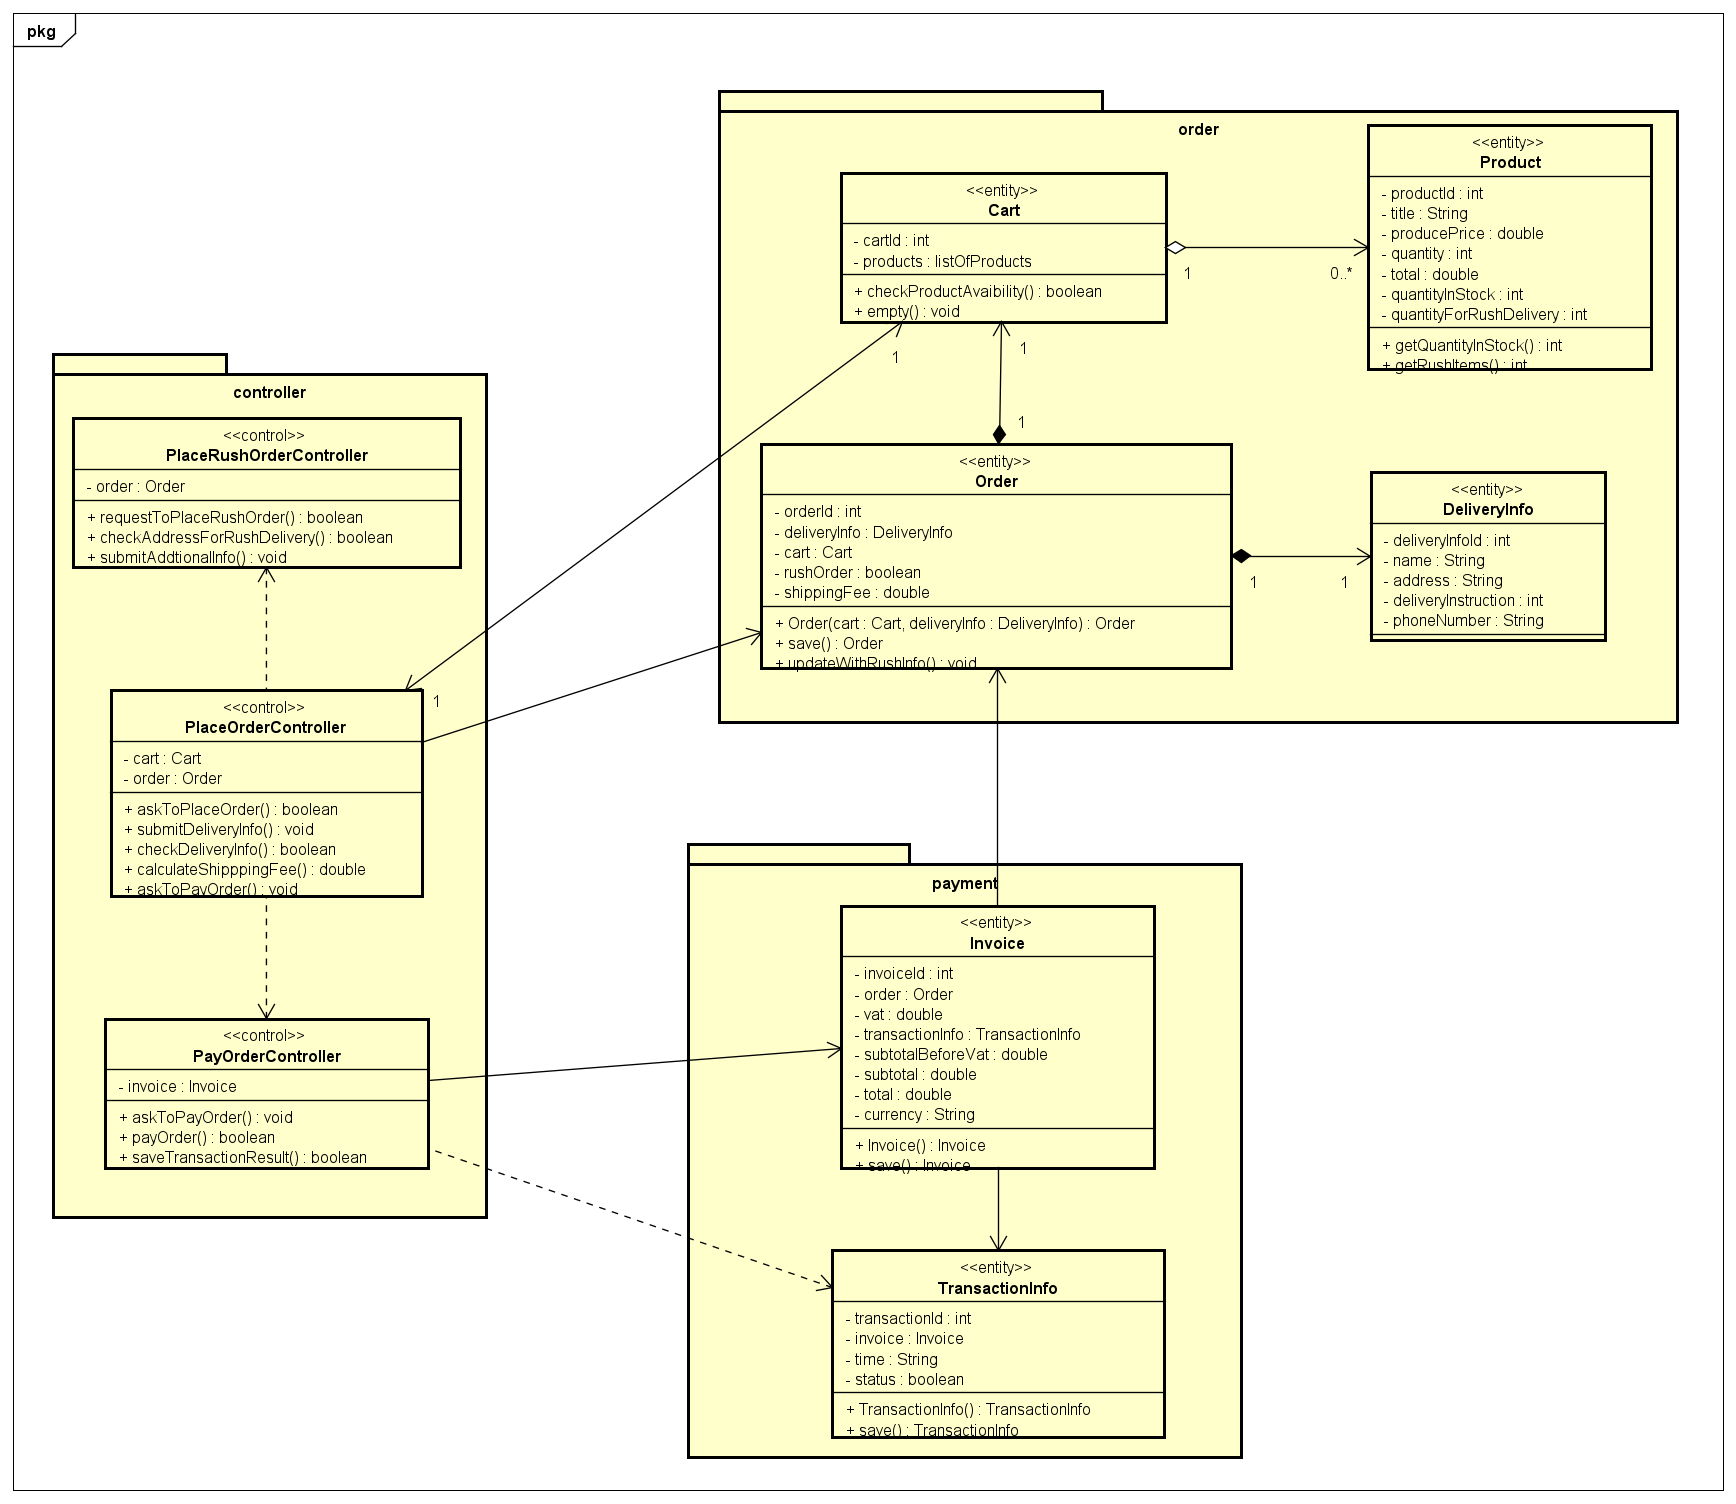 pkg
order
<<entity>>
Product
- productId : int
- title : String
- producePrice : double
- quantity : int
- total : double
- quantityInStock : int
- quantityForRushDelivery : int
+ getQuantityInStock() : int
+ getRushItems() : int
<<entity>>
Cart
- cartId : int
- products : listOfProducts
+ checkProductAvaibility() : boolean
+ empty() : void
1
0..*
1
1
1
1
controller
<<control>>
PlaceRushOrderController
- order : Order
+ requestToPlaceRushOrder() : boolean
+ checkAddressForRushDelivery() : boolean
+ submitAddtionalInfo() : void
<<entity>>
Order
- orderId : int
- deliveryInfo : DeliveryInfo
- cart : Cart
- rushOrder : boolean
- shippingFee : double
+ Order(cart : Cart, deliveryInfo : DeliveryInfo) : Order
+ save() : Order
+ updateWithRushInfo() : void
1
1
<<entity>>
DeliveryInfo
- deliveryInfoId : int
- name : String
- address : String
- deliveryInstruction : int
- phoneNumber : String
<<control>>
PlaceOrderController
- cart : Cart
- order : Order
+ askToPlaceOrder() : boolean
+ submitDeliveryInfo() : void
+ checkDeliveryInfo() : boolean
+ calculateShipppingFee() : double
+ askToPayOrder() : void
<<control>>
PayOrderController
- invoice : Invoice
+ askToPayOrder() : void
+ payOrder() : boolean
+ saveTransactionResult() : boolean
payment
<<entity>>
Invoice
- invoiceId : int
- order : Order
- vat : double
- transactionInfo : TransactionInfo
- subtotalBeforeVat : double
- subtotal : double
- total : double
- currency : String
+ Invoice() : Invoice
+ save() : Invoice
<<entity>>
TransactionInfo
- transactionId : int
- invoice : Invoice
- time : String
- status : boolean
+ TransactionInfo() : TransactionInfo
+ save() : TransactionInfo